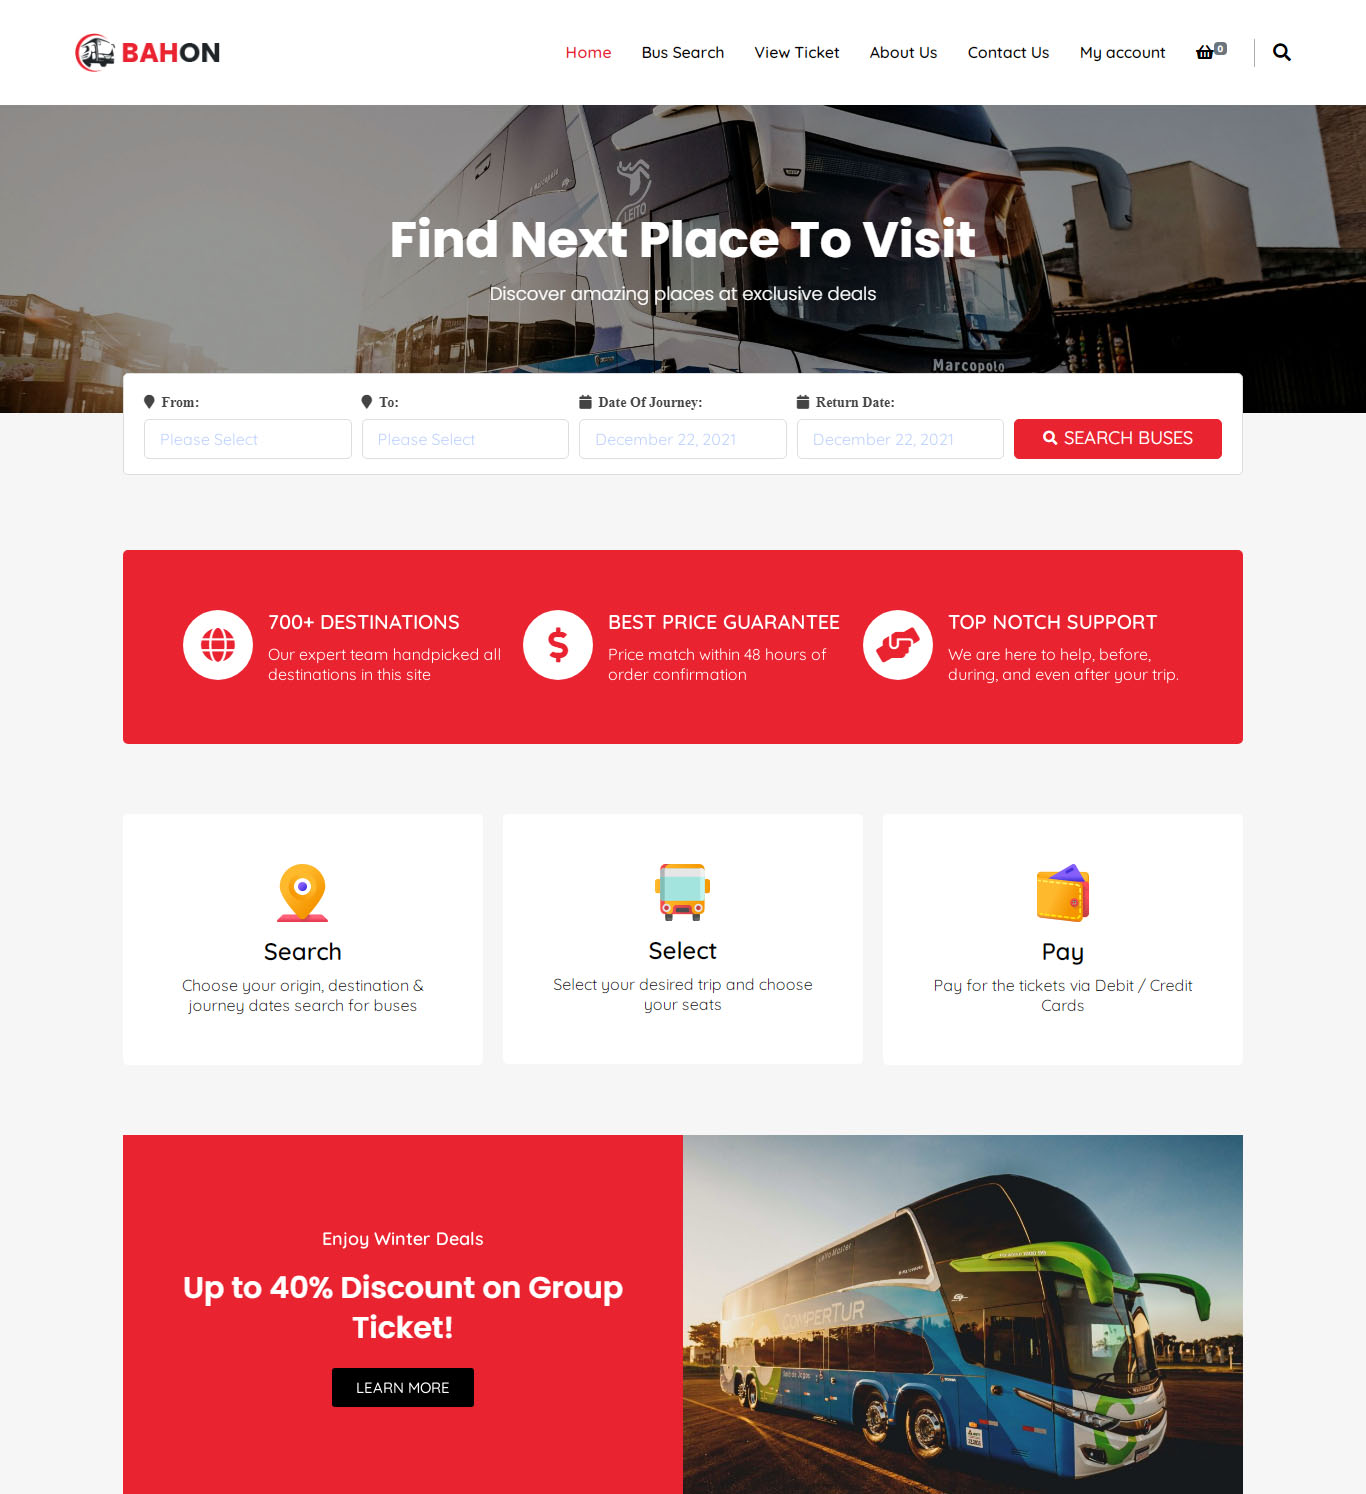 BAHON
Home Bus Search View Ticket About Us Contact Us My account 0
LEITO
Find Next Place To Visit
Discover amazing places at exclusive deals
Marcopolo
From: To: Date Of Journey: Return Date:
Please Select Please Select December 22, 2021 December 22, 2021 SEARCH BUSES
700+ DESTINATIONS
Our expert team handpicked all
destinations in this site
BEST PRICE GUARANTEE
Price match within 48 hours of
order confirmation
TOP NOTCH SUPPORT
We are here to help, before,
during, and even after your trip.
Search
Choose your origin, destination &
journey dates search for buses
Select
Select your desired trip and choose
your seats
Pay
Pay for the tickets via Debit / Credit
Cards
Enjoy Winter Deals
Up to 40% Discount on Group
Ticket!
LEARN MORE
Leito Master
COMPERTUR